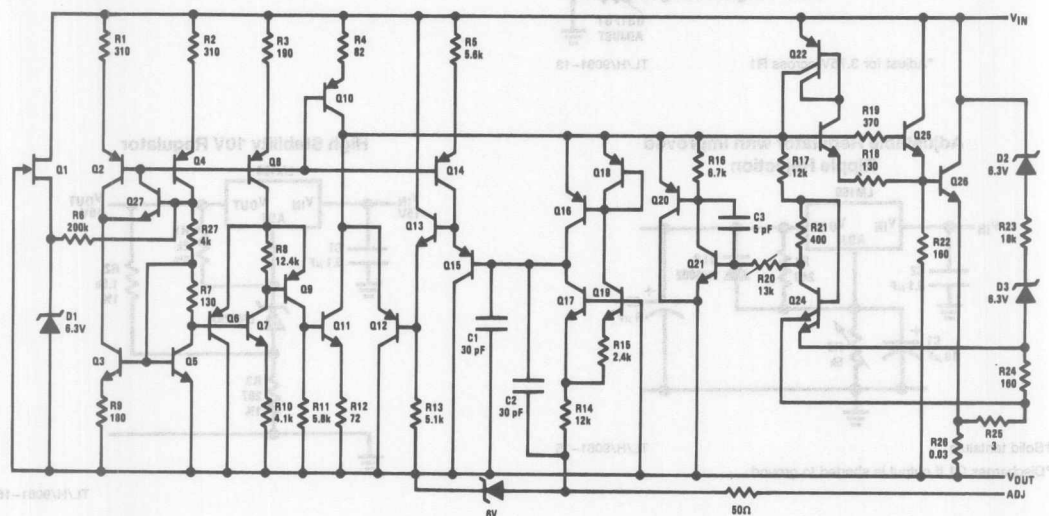 VIN
R1
310
R2
310
R3
190
R4
82
R5
5.6k
Q22
Q10
R19
370
Q25
Q1
Q2
Q4
Q8
Q14
Q18
R16
6.7k
R17
12k
R18
130
Q26
D2
6.3V
Q27
R6
200k
R27
4k
Q13
Q16
Q20
C3
5 pF
R8
12.4k
Q15
Q21
R21
400
R22
160
R23
18k
R7
130
Q9
Q17
Q19
R20
13k
Q24
D3
6.3V
D1
6.3V
Q6
Q7
Q11
Q12
C1
30 pF
R15
2.4k
Q3
Q5
C2
30 pF
R24
160
R9
180
R10
4.1k
R11
5.8k
R12
72
R13
5.1k
R14
12k
R26
0.03
R25
3
VOUT
ADJ
6V
50Ω